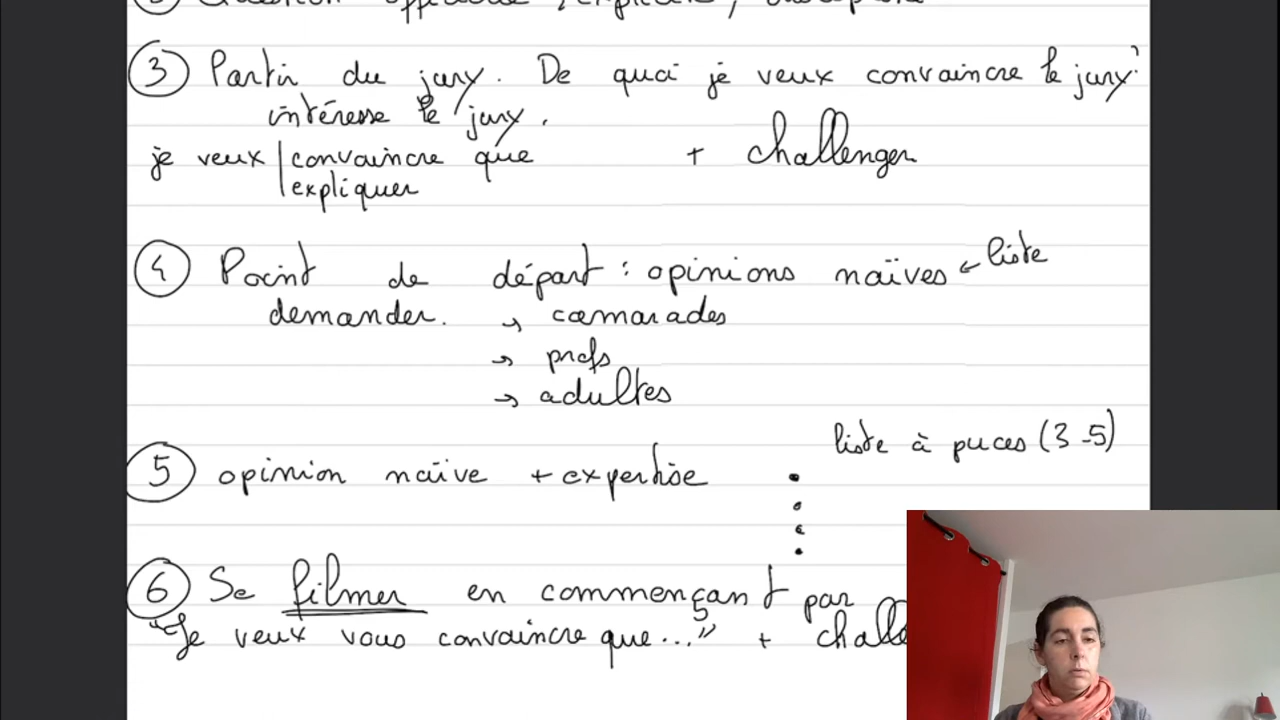 Question
③ Partir du jury. De quoi je veux convaincre le jury?
intéresse le jury.
je veux convaincre que + challenger
expliquer
④ Point de départ : opinions naïves ← liste
demander. → camarades
→ profs
→ adultes
liste à puces (3-5)
⑤ opinion naïve + expertise
⑥ Se filmer en commençant par
"Je veux vous convaincre que..." + challe